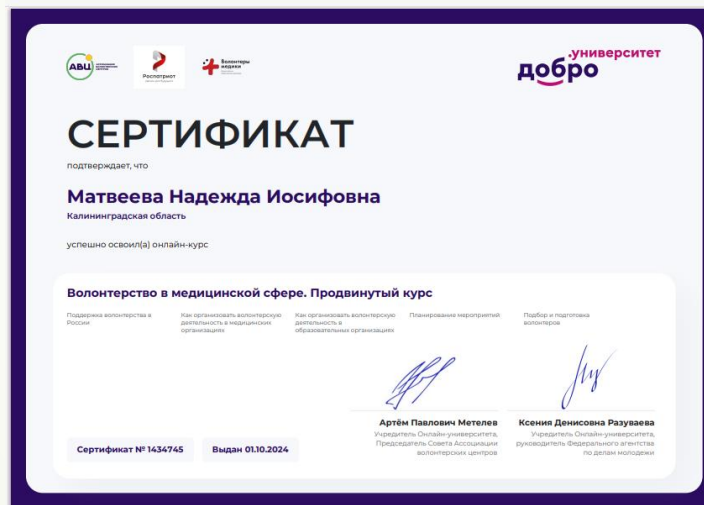 АВЦ
Роспатриот
Волонтеры
медики
.университет
добро
СЕРТИФИКАТ
подтверждает, что
Матвеева Надежда Иосифовна
Калининградская область
успешно освоил(а) онлайн-курс
Волонтерство в медицинской сфере. Продвинутый курс
Поддержка волонтерства в
России
Как организовать волонтерскую
деятельность в медицинских
организациях
Как организовать волонтерскую
деятельность в
образовательных организациях
Планирование мероприятий
Подбор и подготовка
волонтеров
Артём Павлович Метелев
Учредитель Онлайн-университета,
Председатель Совета Ассоциации
волонтерских центров
Ксения Денисовна Разуваева
Учредитель Онлайн-университета,
руководитель Федерального агентства
по делам молодежи
Сертификат № 1434745
Выдан 01.10.2024